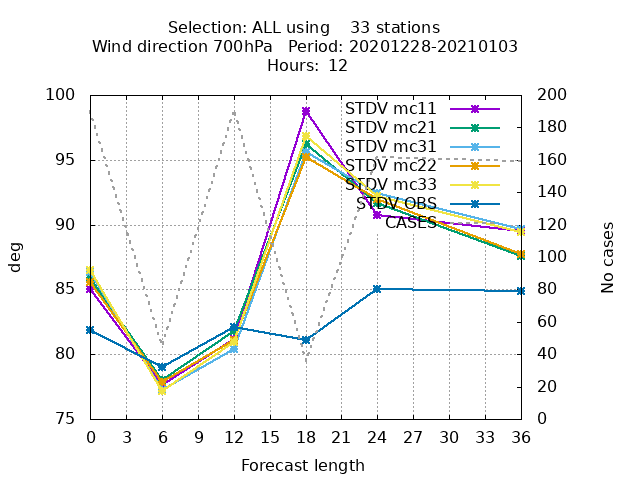 Selection: ALL using    33 stations
Wind direction 700hPa   Period: 20201228-20210103
Hours: 12
100
95
90
85
80
75
200
180
160
140
120
100
80
60
40
20
0
STDV mc11
STDV mc21
STDV mc31
STDV mc22
STDV mc33
STDV OBS
CASES
deg
No cases
0 3 6 9 12 15 18 21 24 27 30 33 36
Forecast length